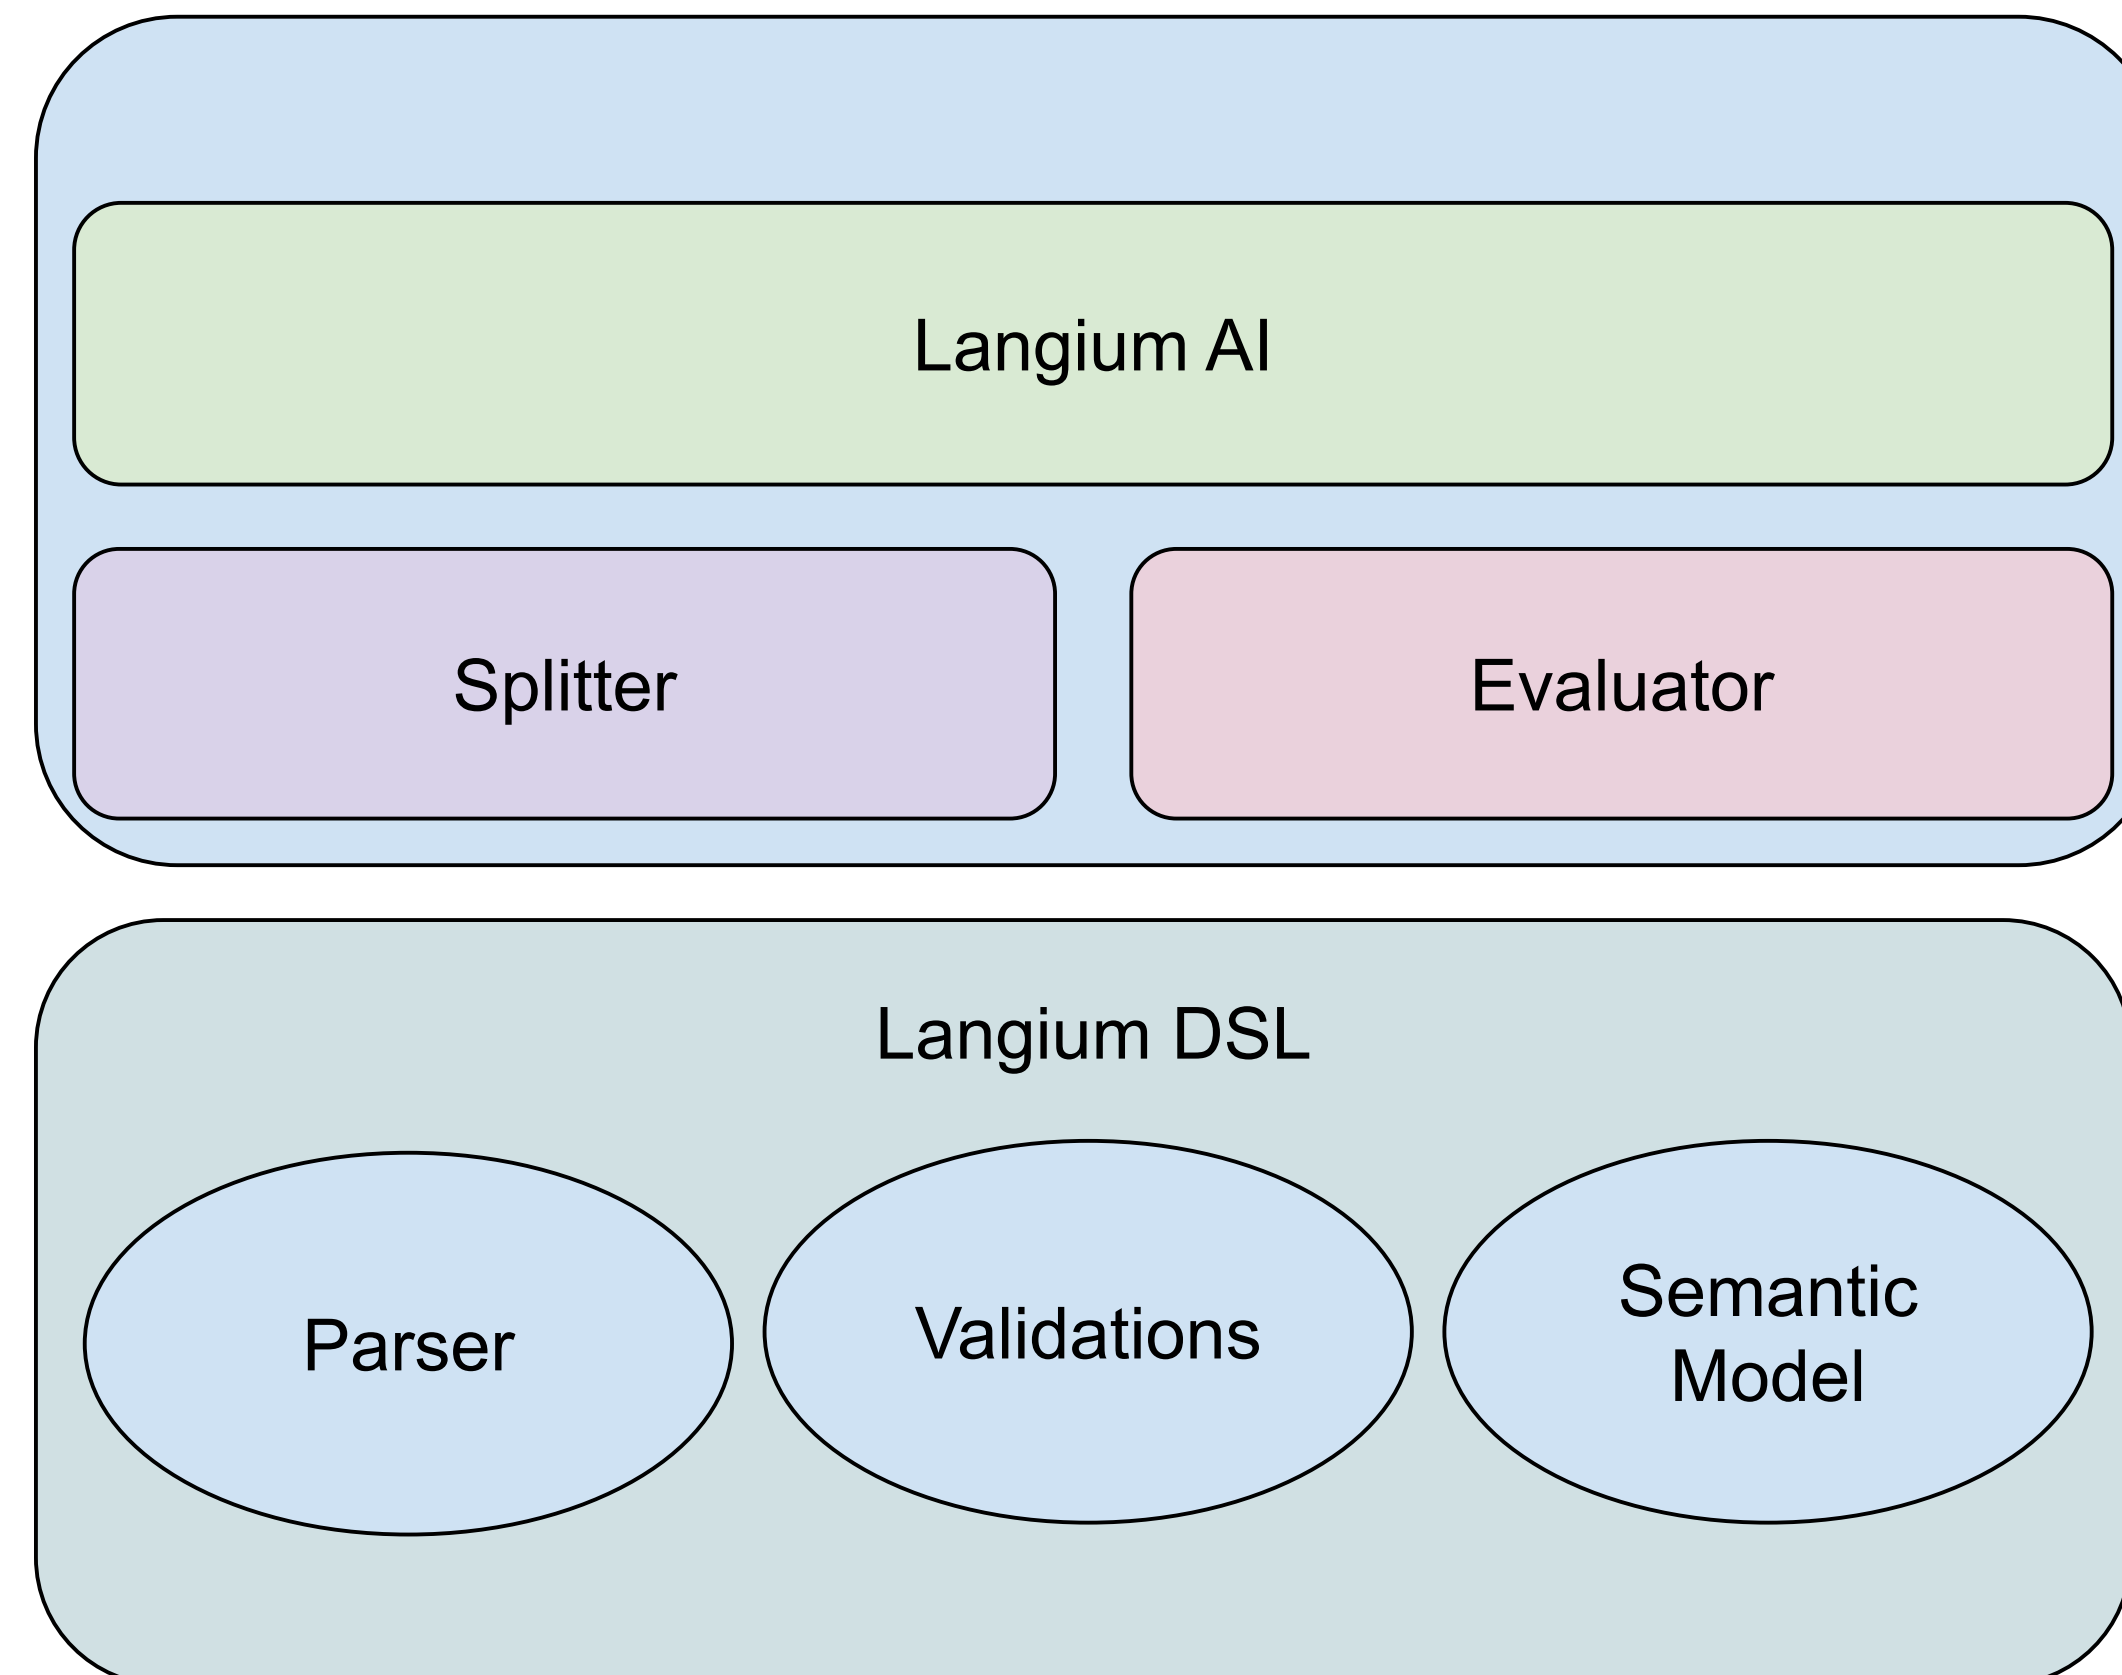 Langium AI
Splitter
Evaluator
Langium DSL
Parser
Validations
Semantic
Model